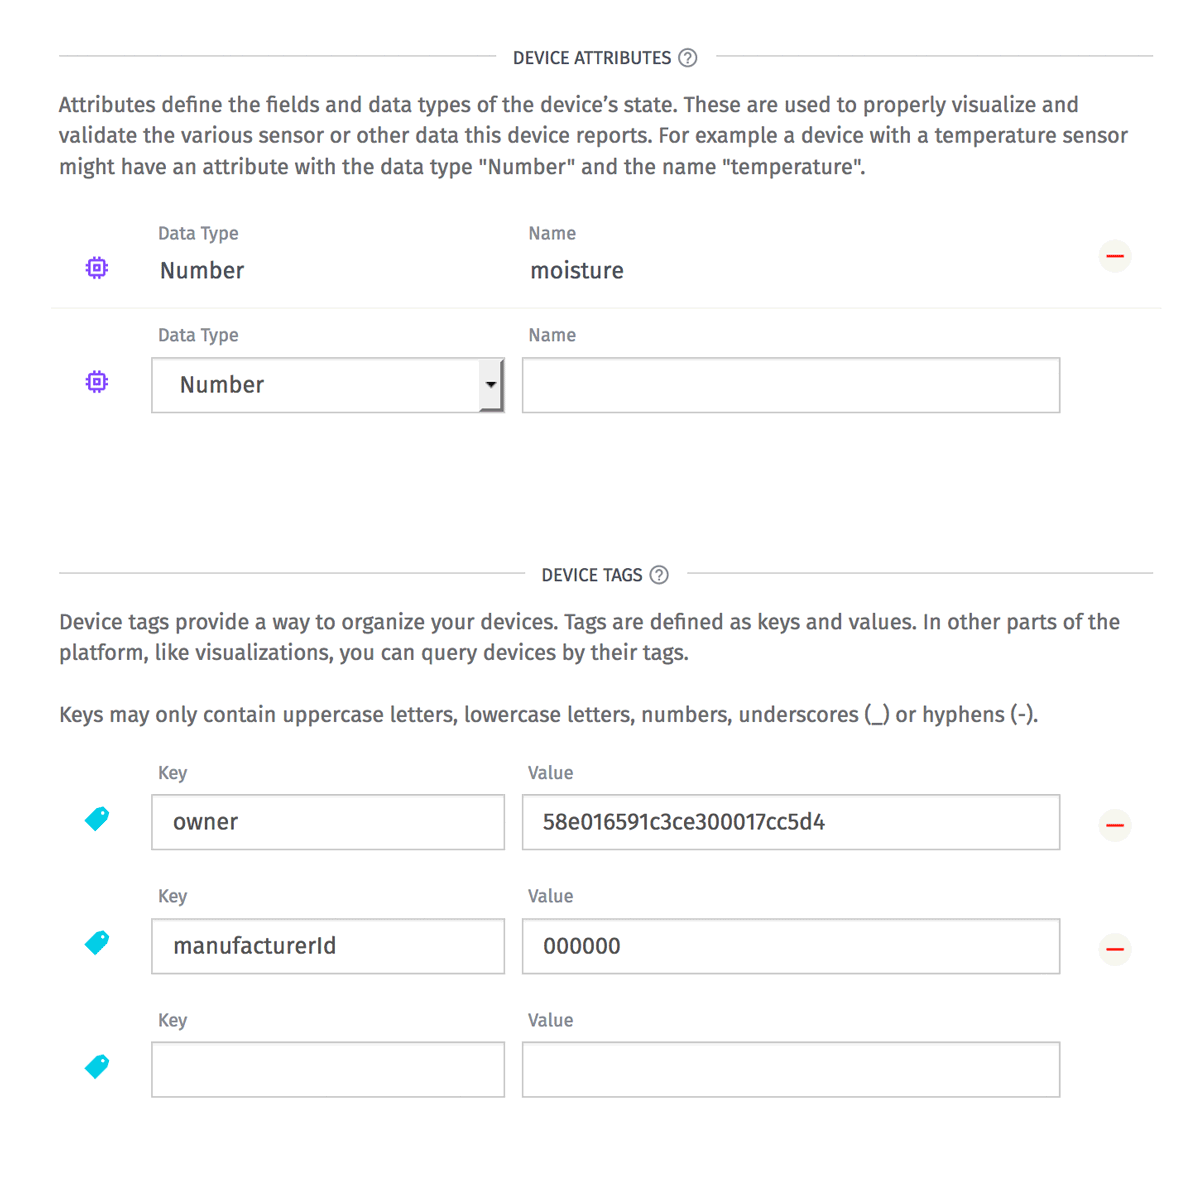 DEVICE ATTRIBUTES ?
Attributes define the fields and data types of the device’s state. These are used to properly visualize and
validate the various sensor or other data this device reports. For example a device with a temperature sensor
might have an attribute with the data type "Number" and the name "temperature".
Data Type Name
Number moisture
Data Type Name
Number
DEVICE TAGS ?
Device tags provide a way to organize your devices. Tags are defined as keys and values. In other parts of the
platform, like visualizations, you can query devices by their tags.
Keys may only contain uppercase letters, lowercase letters, numbers, underscores (_) or hyphens (-).
Key Value
owner 58e016591c3ce300017cc5d4
Key Value
manufacturerId 000000
Key Value